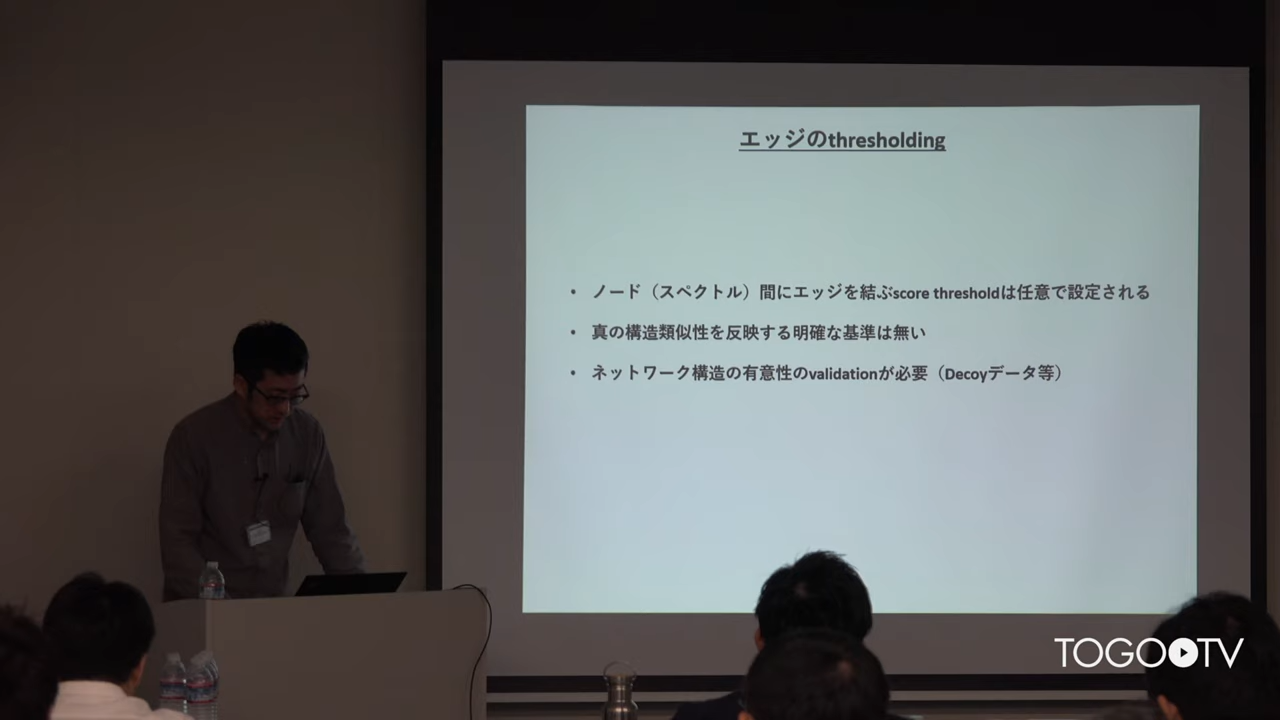 エッジのthresholding
• ノード（スペクトル）間にエッジを結ぶscore thresholdは任意で設定される
• 真の構造類似性を反映する明確な基準は無い
• ネットワーク構造の有意性のvalidationが必要（Decoyデータ等）
TOGOTV